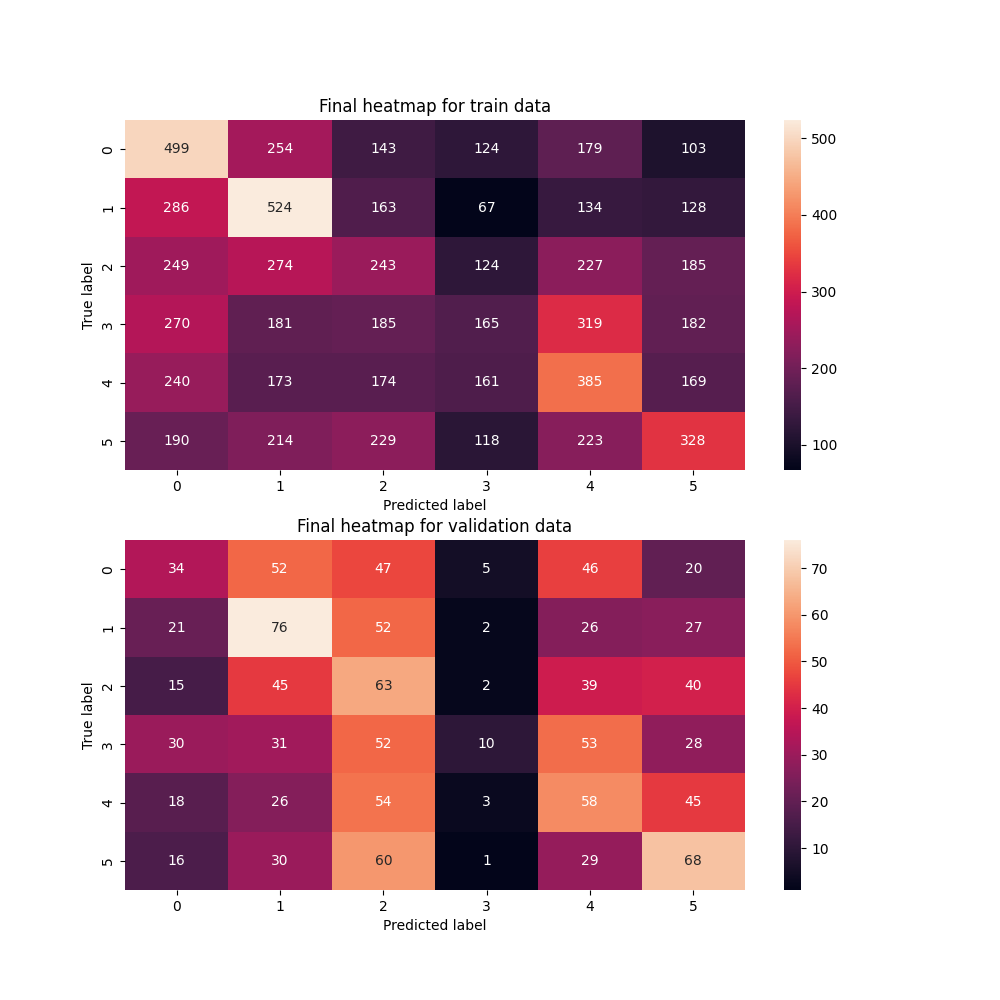 Final heatmap for train data
0 499 254 143 124 179 103
1 286 524 163 67 134 128
2 249 274 243 124 227 185
3 270 181 185 165 319 182
4 240 173 174 161 385 169
5 190 214 229 118 223 328
True label
0 1 2 3 4 5
Predicted label
500
400
300
200
100
Final heatmap for validation data
0 34 52 47 5 46 20
1 21 76 52 2 26 27
2 15 45 63 2 39 40
3 30 31 52 10 53 28
4 18 26 54 3 58 45
5 16 30 60 1 29 68
True label
0 1 2 3 4 5
Predicted label
70
60
50
40
30
20
10